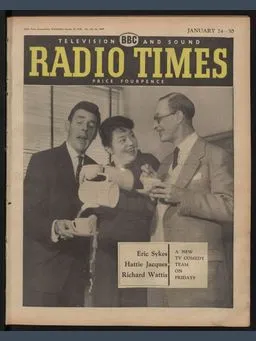 JANUARY 24-30
TELEVISION BBC AND SOUND
RADIO TIMES
PRICE FOURPENCE
Eric Sykes
Hattie Jacques
Richard Wattis
A NEW
TV COMEDY
TEAM
ON
FRIDAYS